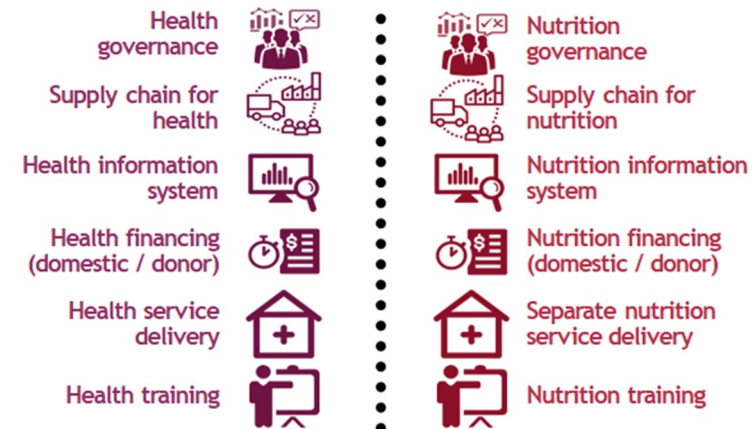 Health
governance
Nutrition
governance
Supply chain for
health
Supply chain for
nutrition
Health information
system
Nutrition information
system
Health financing
(domestic / donor)
Nutrition financing
(domestic / donor)
Health service
delivery
Separate nutrition
service delivery
Health training
Nutrition training